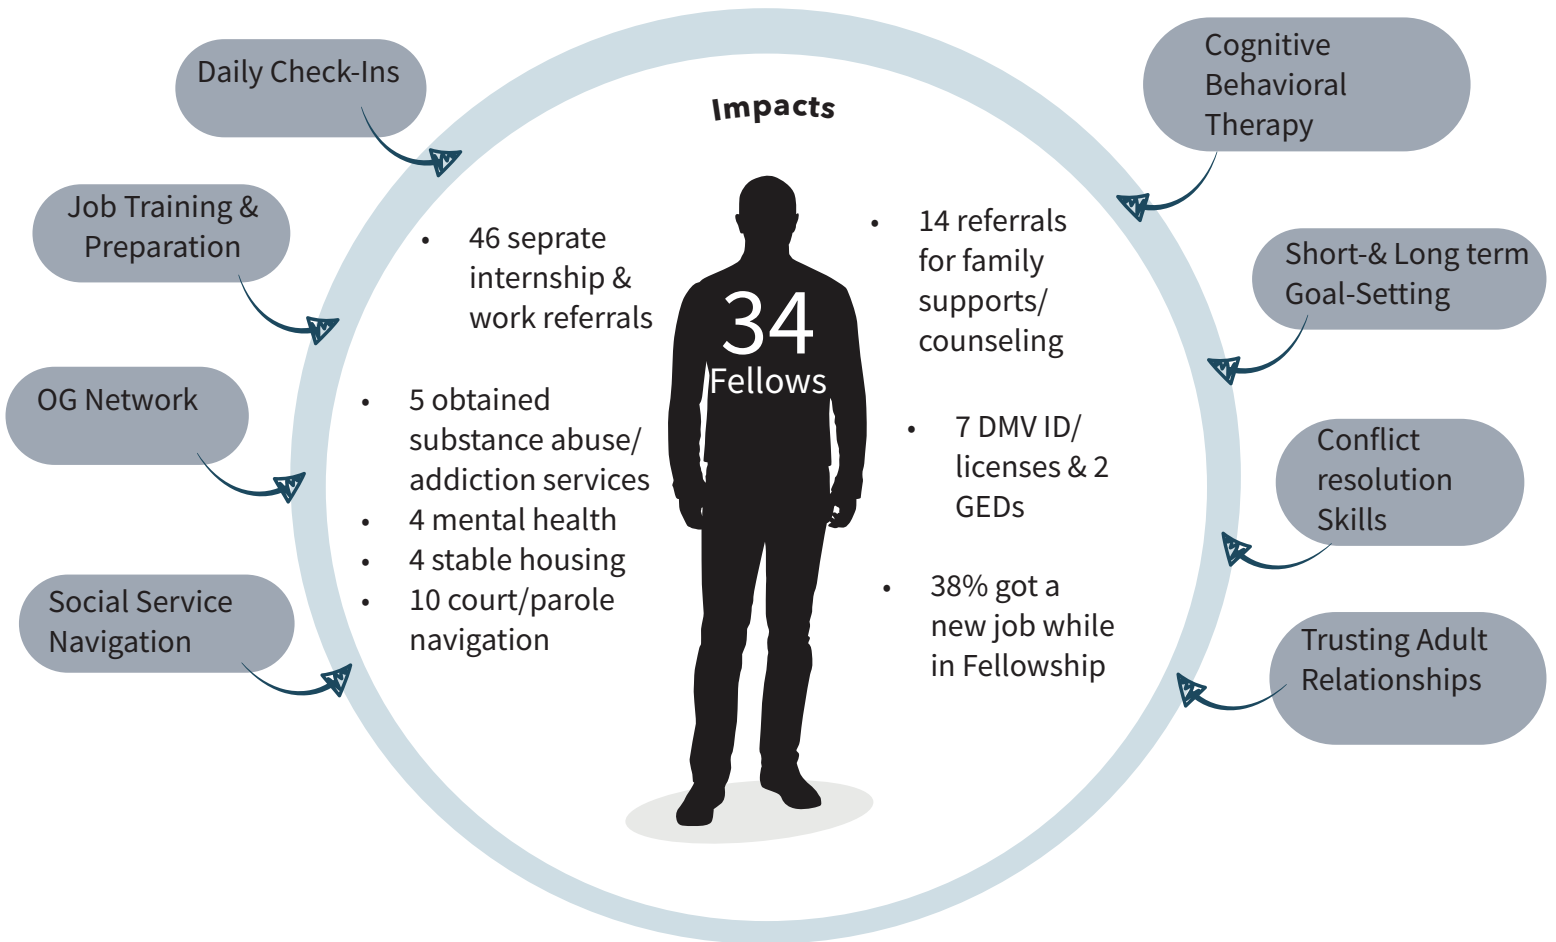 Impacts
Daily Check-Ins
Job Training &
Preparation
OG Network
Social Service
Navigation
• 46 seprate
internship &
work referrals
• 5 obtained
substance abuse/
addiction services
• 4 mental health
• 4 stable housing
• 10 court/parole
navigation
34
Fellows
• 14 referrals
for family
supports/
counseling
• 7 DMV ID/
licenses & 2
GEDs
• 38% got a
new job while
in Fellowship
Cognitive
Behavioral
Therapy
Short-& Long term
Goal-Setting
Conflict
resolution
Skills
Trusting Adult
Relationships